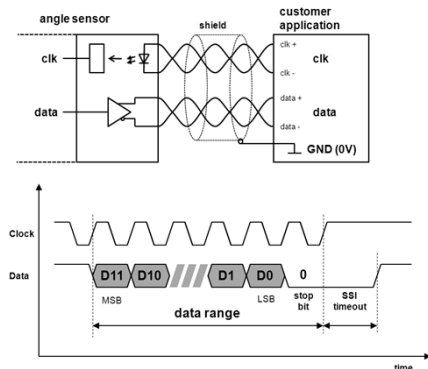 angle sensor
customer
application
shield
clk
clk +
clk -
clk
data
data +
data -
data
GND (0V)
Clock
Data
D11
D10
D1
D0
0
MSB
LSB
stop
bit
SSI
timeout
data range
time